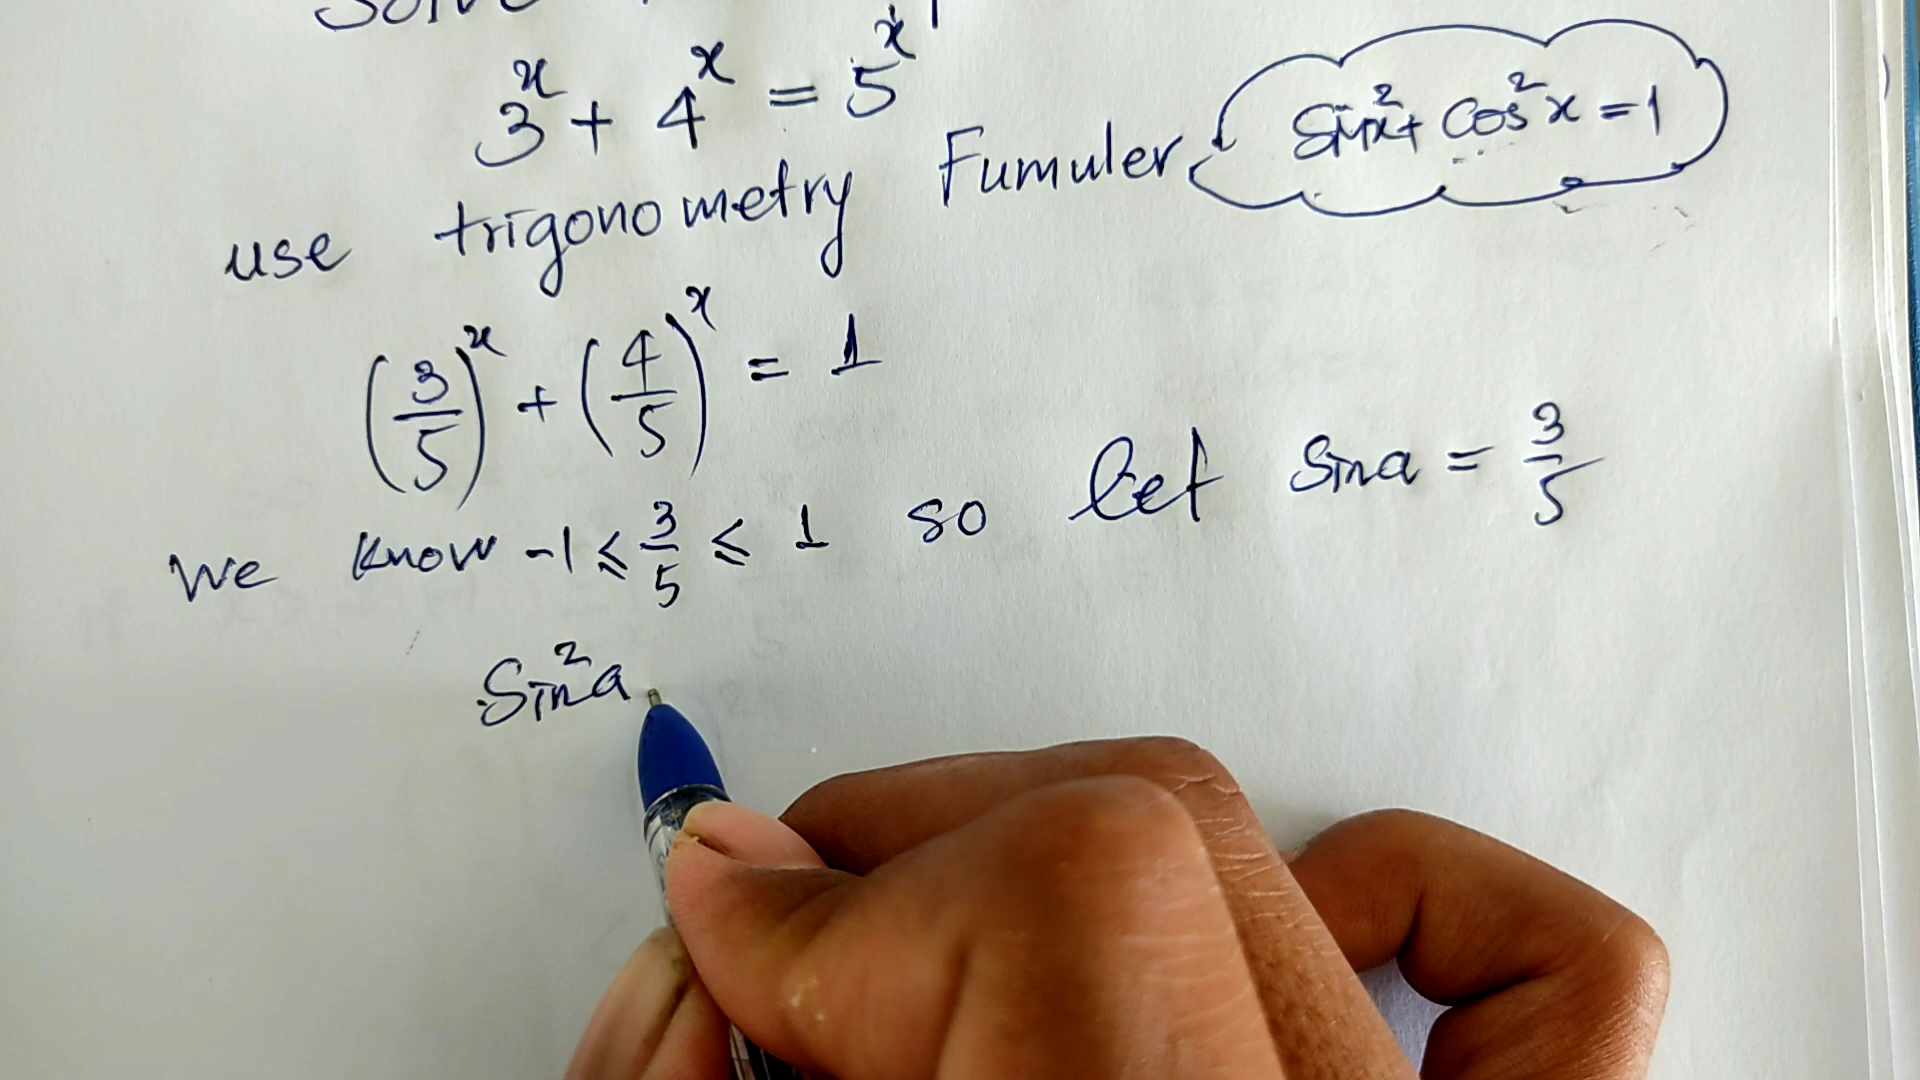 Solve
3^x + 4^x = 5^x
use trigonometry Fumuler
Sin²x + Cos²x = 1
(3/5)^x + (4/5)^x = 1
We know -1 ≤ 3/5 ≤ 1 so let Sina = 3/5
Sin²a